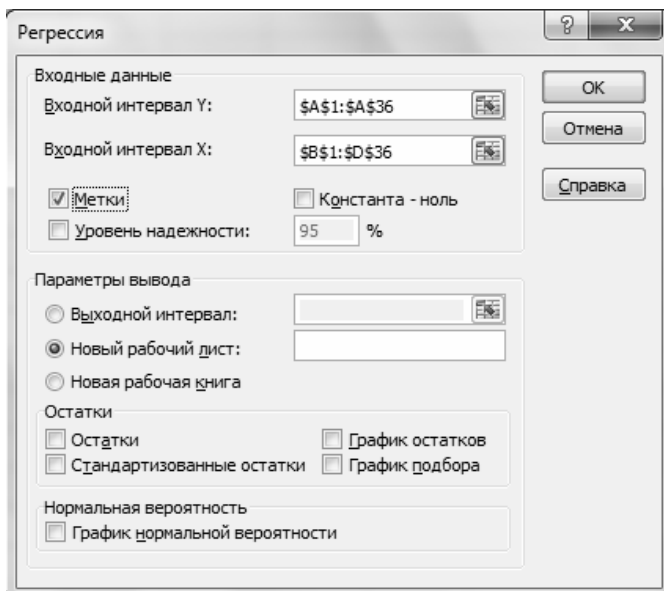 Регрессия
?
X
Входные данные
Входной интервал Y: $A$1:$A$36
Входной интервал X: $B$1:$D$36
Метки
Константа - ноль
Уровень надежности: 95 %
OK
Отмена
Справка
Параметры вывода
Выходной интервал:
Новый рабочий лист:
Новая рабочая книга
Остатки
Остатки
График остатков
Стандартизованные остатки
График подбора
Нормальная вероятность
График нормальной вероятности